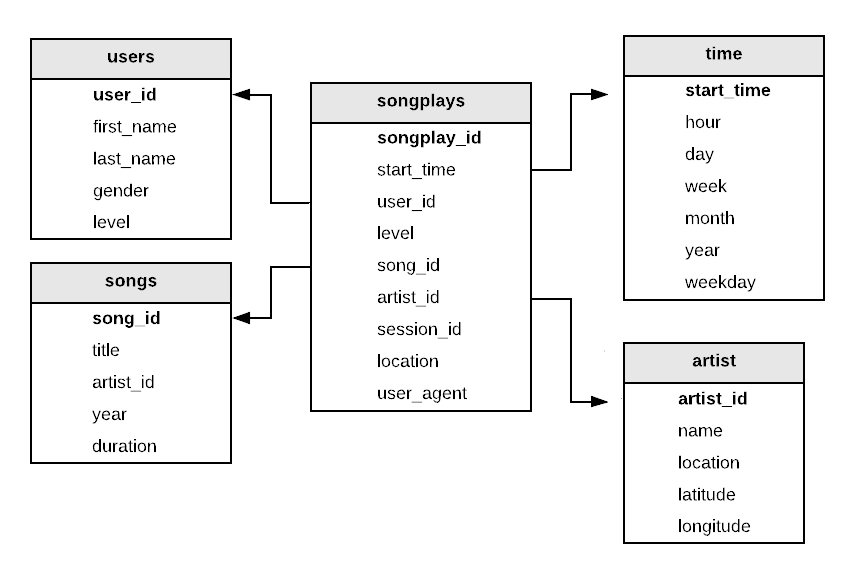 users
user_id
first_name
last_name
gender
level
songs
song_id
title
artist_id
year
duration
songplays
songplay_id
start_time
user_id
level
song_id
artist_id
session_id
location
user_agent
time
start_time
hour
day
week
month
year
weekday
artist
artist_id
name
location
latitude
longitude